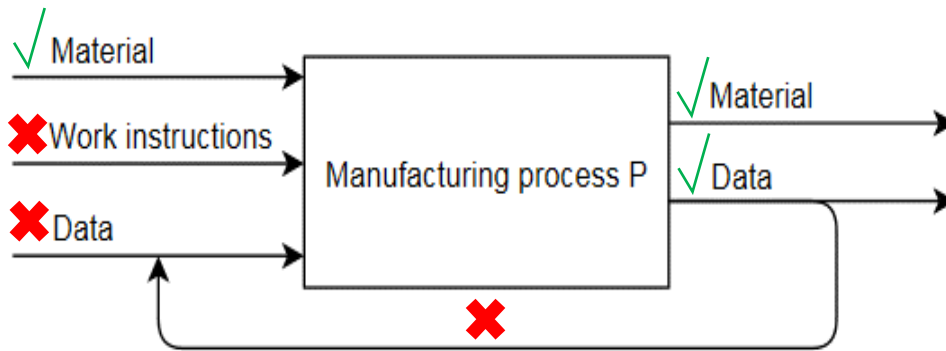 Material
Work instructions
Data
Manufacturing process P
Material
Data